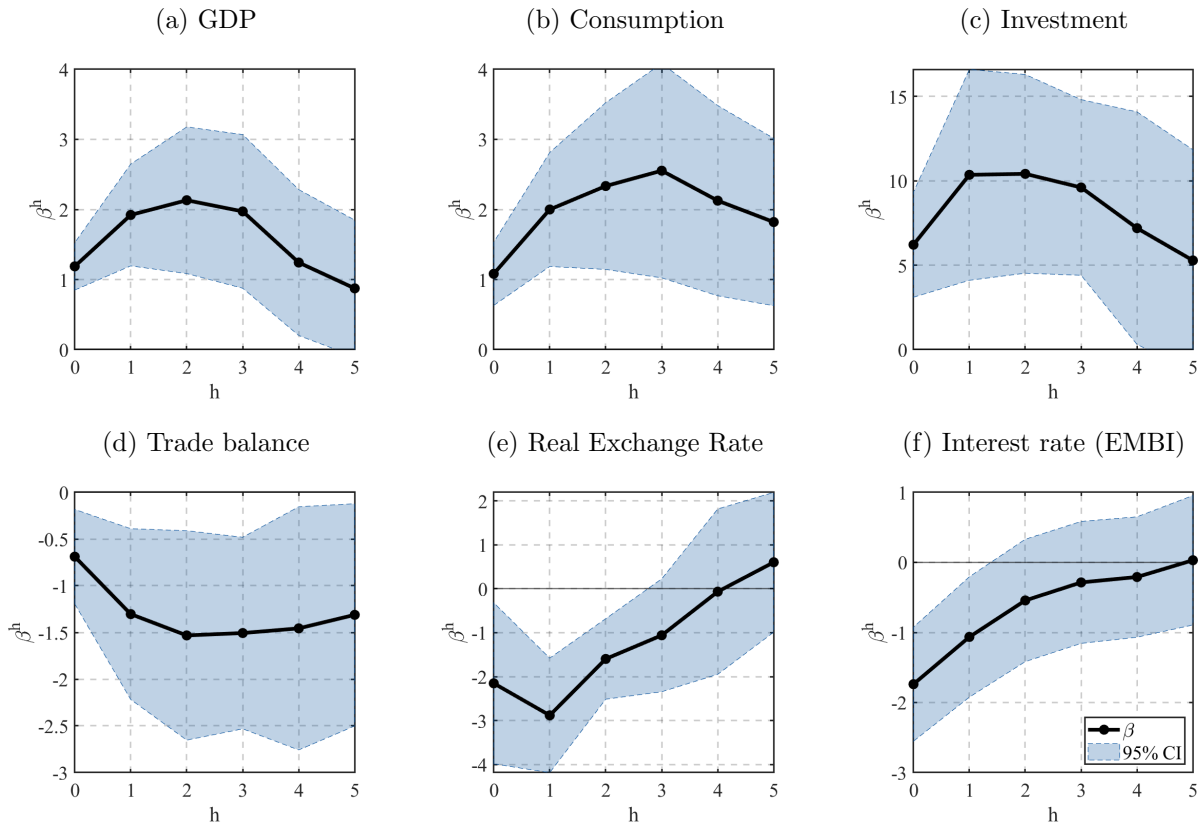 (a) GDP
(b) Consumption
(c) Investment
4
3
2
1
0
β^h
0 1 2 3 4 5
h
4
3
2
1
0
β^h
0 1 2 3 4 5
h
15
10
5
0
β^h
0 1 2 3 4 5
h
(d) Trade balance
(e) Real Exchange Rate
(f) Interest rate (EMBI)
0
-0.5
-1
-1.5
-2
-2.5
-3
β^h
0 1 2 3 4 5
h
2
1
0
-1
-2
-3
-4
β^h
0 1 2 3 4 5
h
1
0
-1
-2
-3
β^h
0 1 2 3 4 5
h
β
95% CI